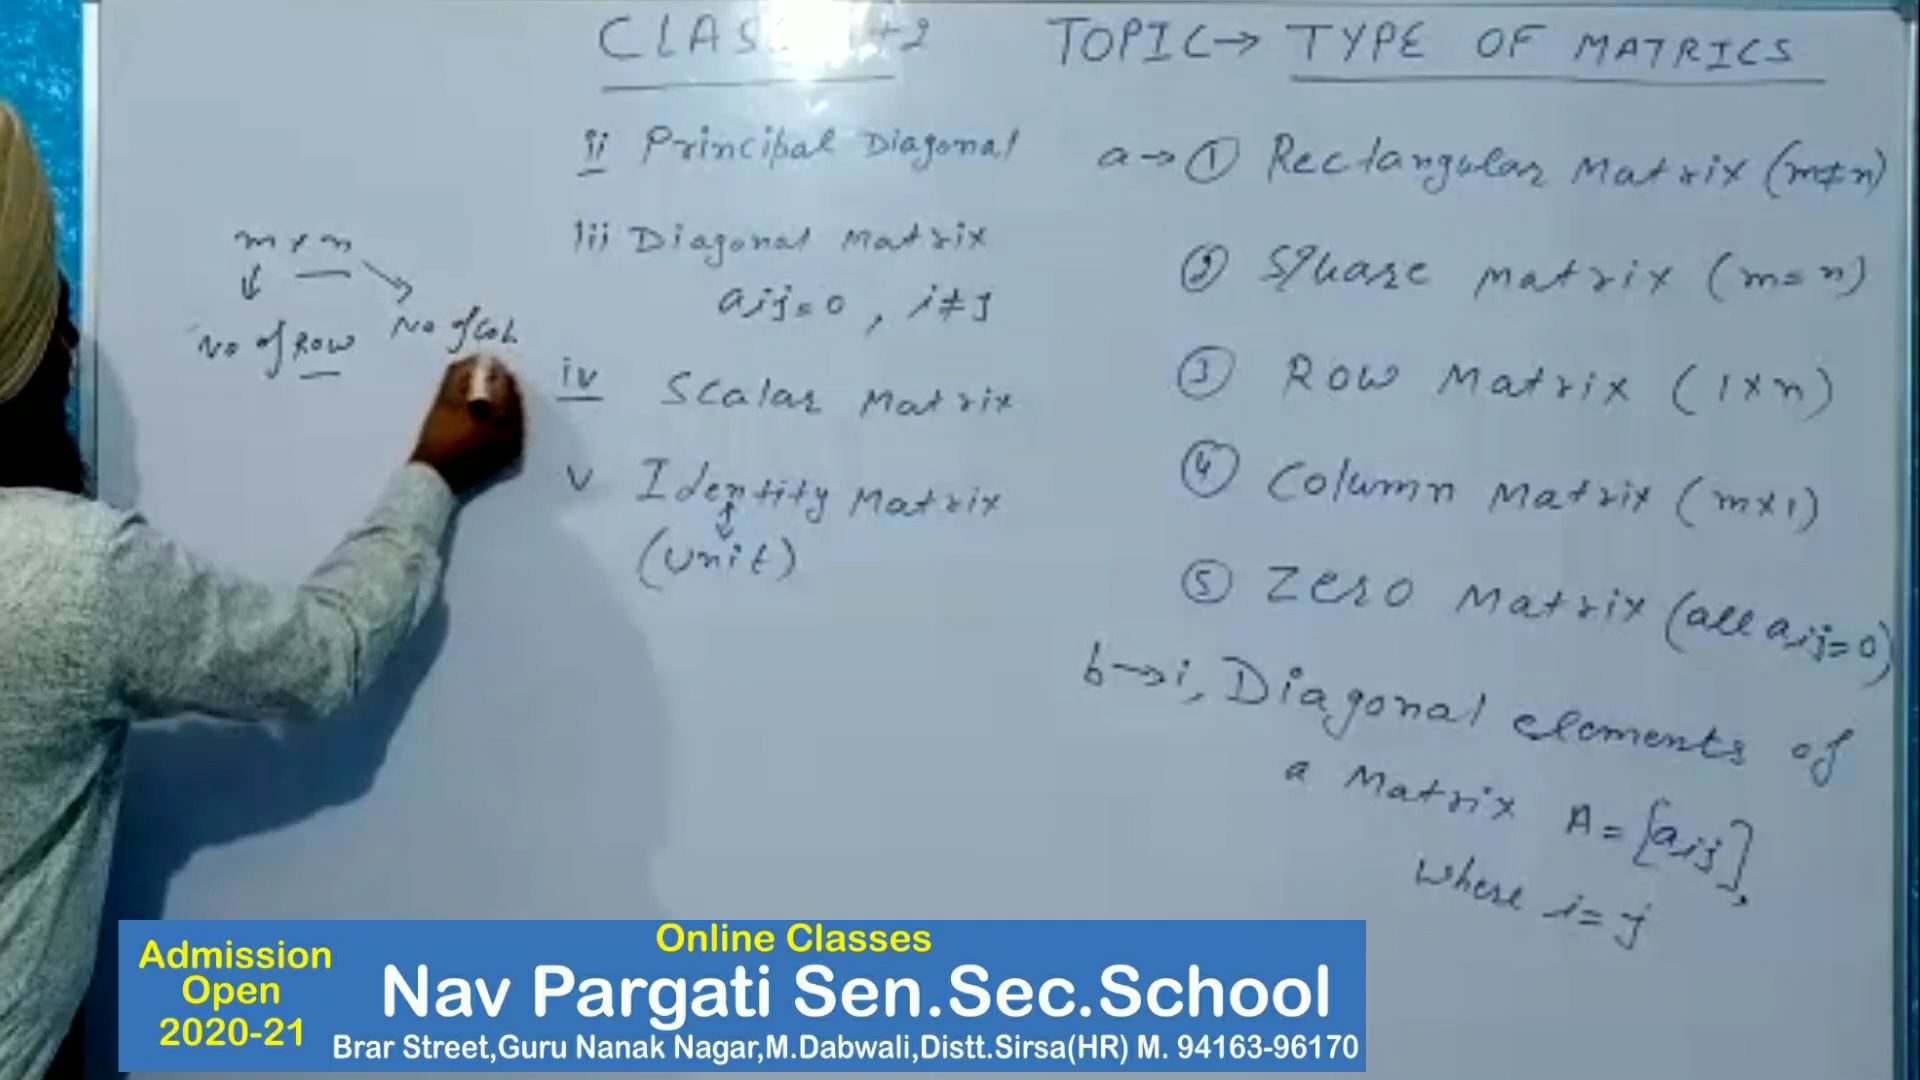 CLASS +2 TOPIC → TYPE OF MATRICS
m x n
↓
No of Row
No of Col
ii Principal Diagonal
iii Diagonal Matrix
aij=0 , i≠j
iv Scalar Matrix
v Identity Matrix
(Unit)
a → ① Rectangular Matrix (m≠n)
② Square Matrix (m=n)
③ Row Matrix (1xn)
④ Column Matrix (mx1)
⑤ Zero Matrix (all aij=0)
b → i, Diagonal elements of
a Matrix A=[aij],
where i=j
Admission
Open
2020-21
Online Classes
Nav Pargati Sen.Sec.School
Brar Street,Guru Nanak Nagar,M.Dabwali,Distt.Sirsa(HR) M. 94163-96170